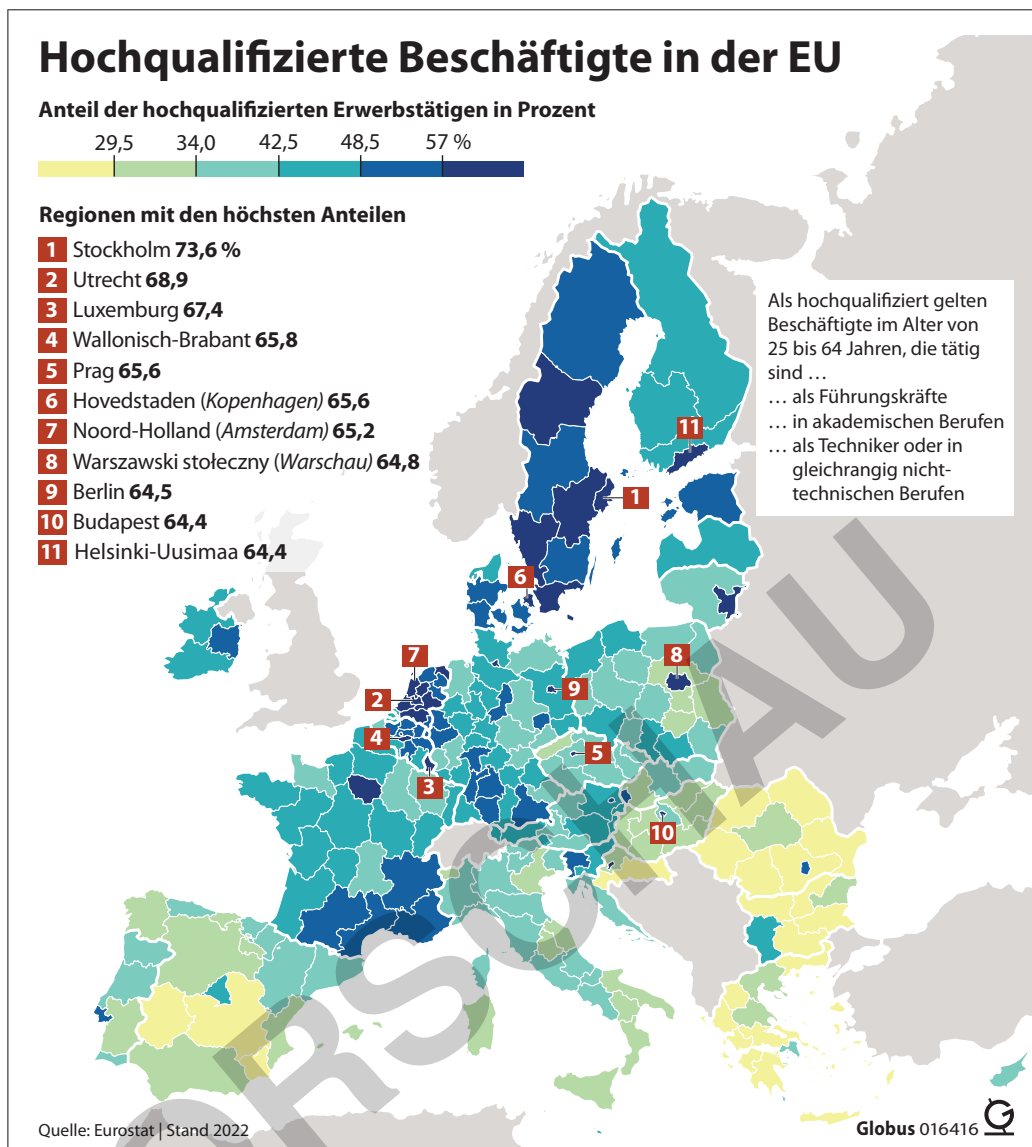 Hochqualifizierte Beschäftigte in der EU
Anteil der hochqualifizierten Erwerbstätigen in Prozent
29,5 34,0 42,5 48,5 57 %
Regionen mit den höchsten Anteilen
1 Stockholm 73,6 %
2 Utrecht 68,9
3 Luxemburg 67,4
4 Wallonisch-Brabant 65,8
5 Prag 65,6
6 Hovedstaden (Kopenhagen) 65,6
7 Noord-Holland (Amsterdam) 65,2
8 Warszawski stołeczny (Warschau) 64,8
9 Berlin 64,5
10 Budapest 64,4
11 Helsinki-Uusimaa 64,4
Als hochqualifiziert gelten
Beschäftigte im Alter von
25 bis 64 Jahren, die tätig
sind …
… als Führungskräfte
… in akademischen Berufen
… als Techniker oder in
gleichrangig nicht-
technischen Berufen
11
1
6
7
8
2
9
4
5
3
10
VORSCHAU
Quelle: Eurostat | Stand 2022
Globus 016416